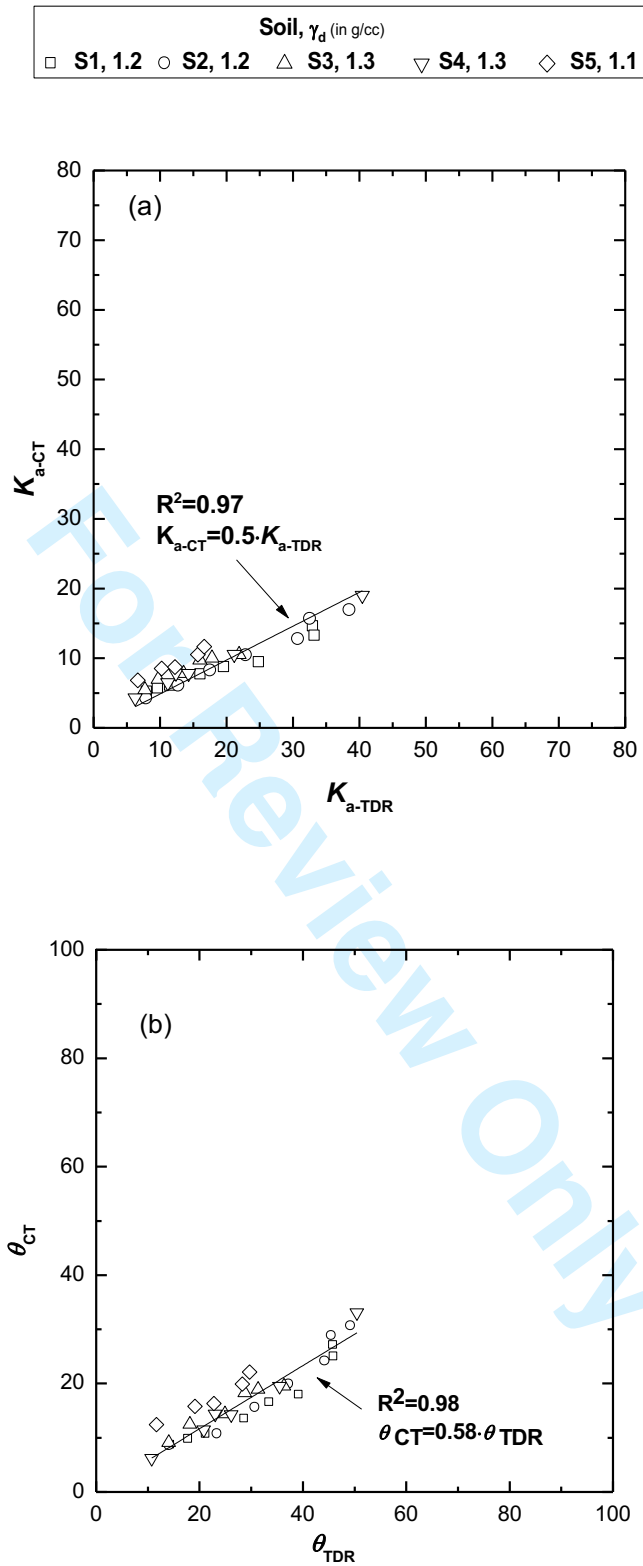 Soil, γd (in g/cc)
S1, 1.2 S2, 1.2 S3, 1.3 S4, 1.3 S5, 1.1
80
(a)
70
60
50
40
30
20
10
0
Ka-CT
R2=0.97
Ka-CT=0.5·Ka-TDR
0 10 20 30 40 50 60 70 80
Ka-TDR
For Review Only
100
(b)
80
60
40
20
0
θCT
R2=0.98
θCT=0.58·θTDR
0 20 40 60 80 100
θTDR